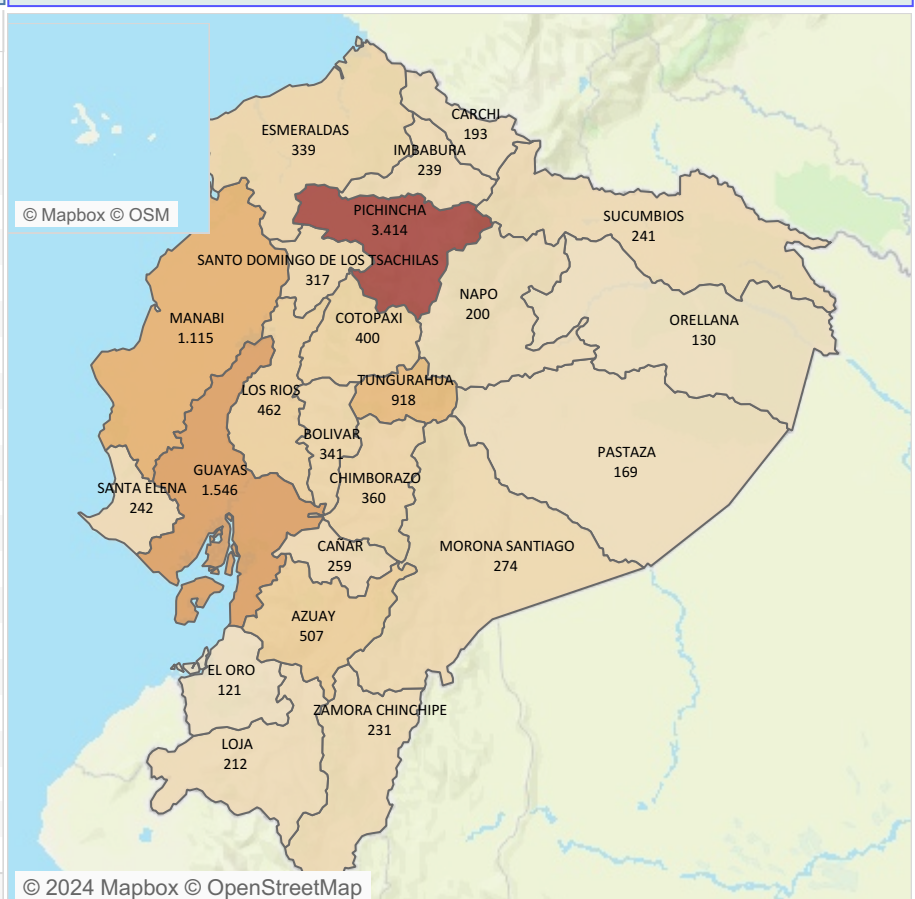 CARCHI
193
ESMERALDAS
339
IMBABURA
239
© Mapbox © OSM
PICHINCHA
3.414
SUCUMBIOS
241
SANTO DOMINGO DE LOS TSACHILAS
317
NAPO
200
MANABI
1.115
COTOPAXI
400
ORELLANA
130
TUNGURAHUA
918
LOS RIOS
462
BOLIVAR
341
PASTAZA
169
GUAYAS
1.546
CHIMBORAZO
360
SANTA ELENA
242
CAÑAR
259
MORONA SANTIAGO
274
AZUAY
507
EL ORO
121
ZAMORA CHINCHIPE
231
LOJA
212
© 2024 Mapbox © OpenStreetMap